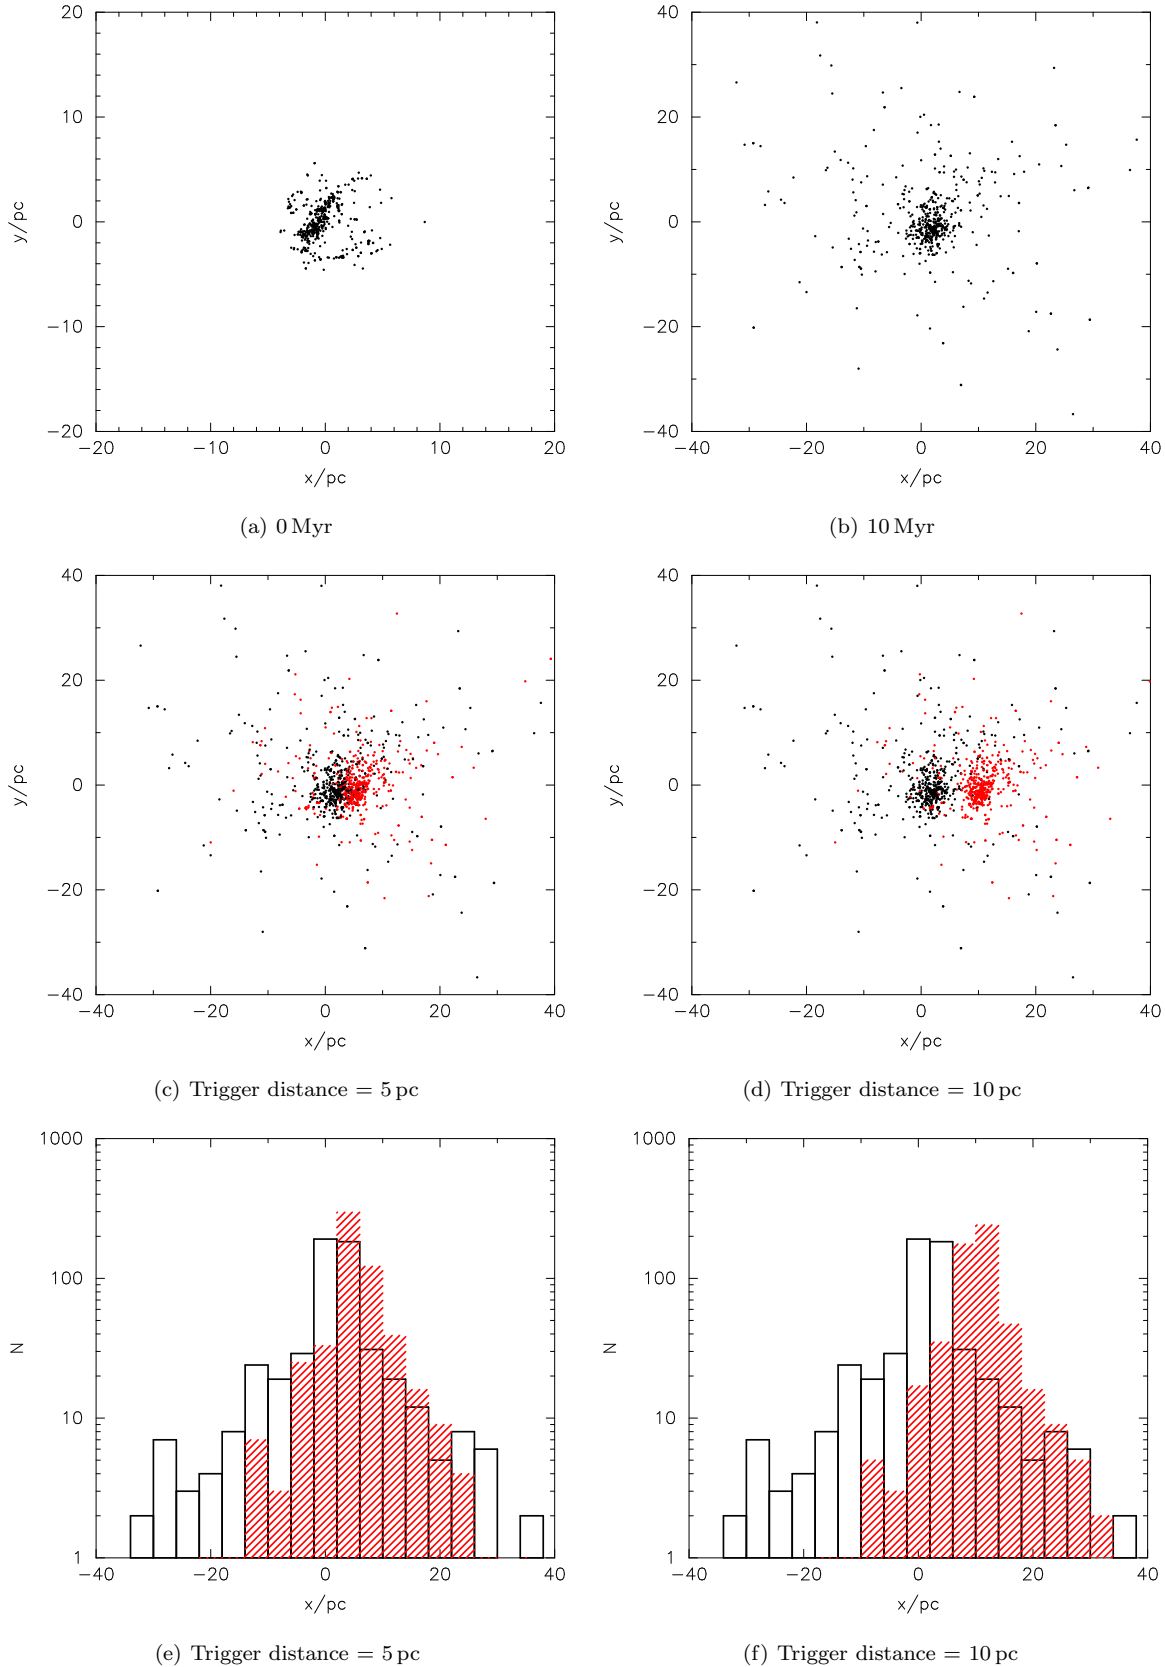 20
10
0
−10
−20
y/pc
−20 −10 0 10 20
x/pc
(a) 0 Myr
40
20
0
−20
−40
y/pc
−40 −20 0 20 40
x/pc
(b) 10 Myr
40
20
0
−20
−40
y/pc
−40 −20 0 20 40
x/pc
(c) Trigger distance = 5 pc
40
20
0
−20
−40
y/pc
−40 −20 0 20 40
x/pc
(d) Trigger distance = 10 pc
1000
100
10
1
N
−40 −20 0 20 40
x/pc
(e) Trigger distance = 5 pc
1000
100
10
1
N
−40 −20 0 20 40
x/pc
(f) Trigger distance = 10 pc